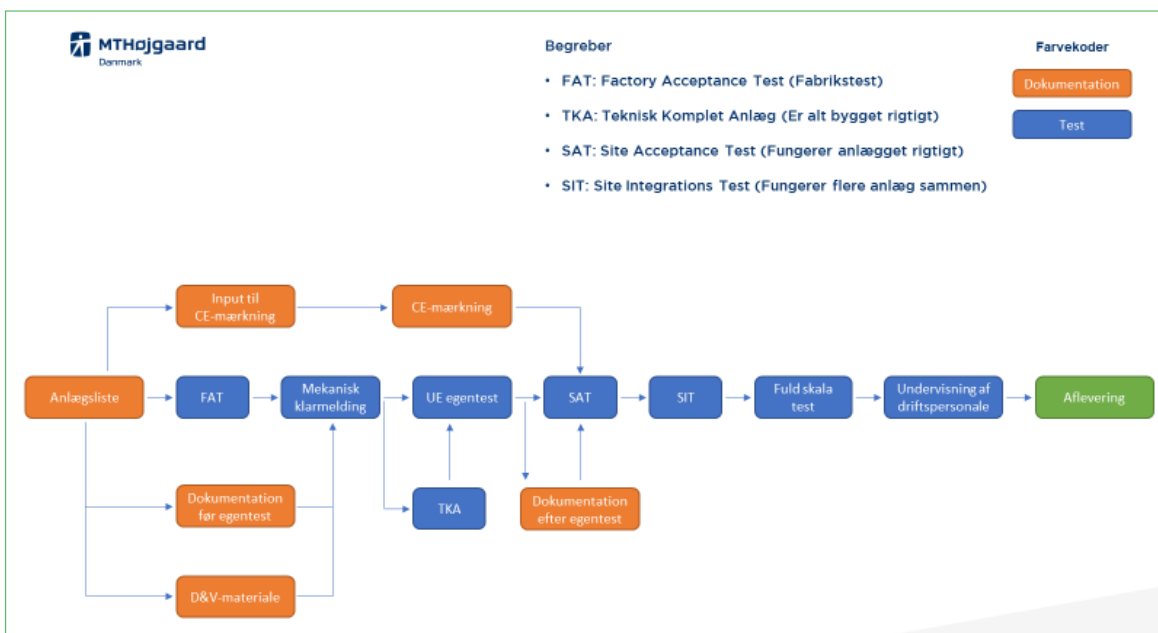 MTHøjgaard
Danmark
Begreber
• FAT: Factory Acceptance Test (Fabrikstest)
• TKA: Teknisk Komplet Anlæg (Er alt bygget rigtigt)
• SAT: Site Acceptance Test (Fungerer anlægget rigtigt)
• SIT: Site Integrations Test (Fungerer flere anlæg sammen)
Farvekoder
Dokumentation
Test
Input til
CE-mærkning
CE-mærkning
Anlægsliste
FAT
Mekanisk
klarmelding
UE egentest
SAT
SIT
Fuld skala
test
Undervisning af
driftspersonale
Aflevering
Dokumentation
før egentest
TKA
Dokumentation
efter egentest
D&V-materiale